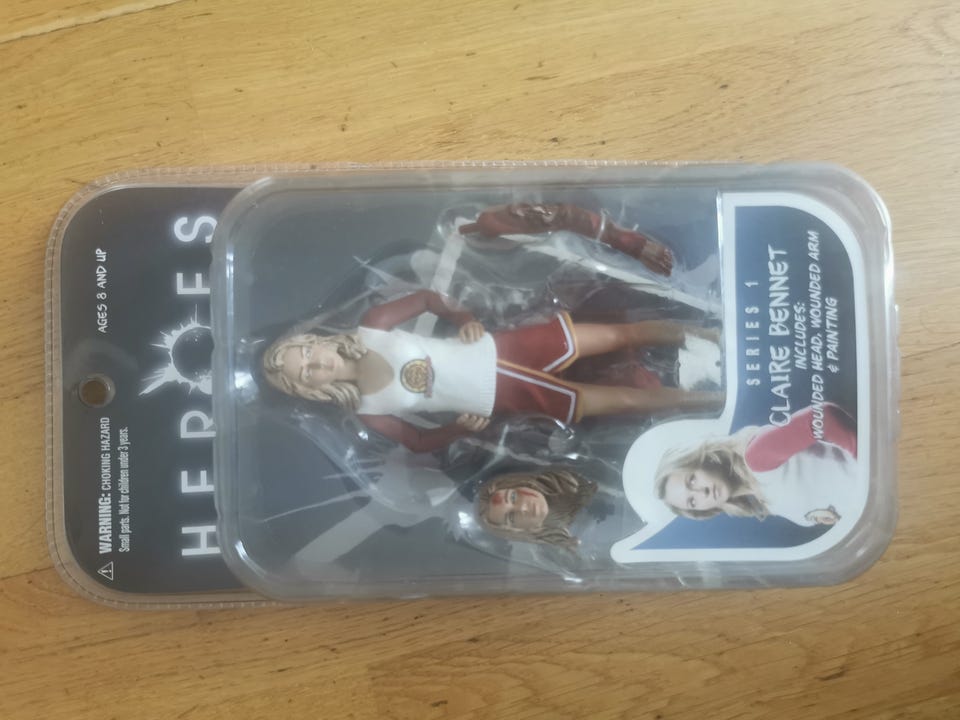 AGES 8 AND UP
⚠ WARNING: CHOKING HAZARD
Small parts. Not for children under 3 years.
HEROES
SERIES 1
CLAIRE BENNET
INCLUDES:
WOUNDED HEAD, WOUNDED ARM
& PAINTING